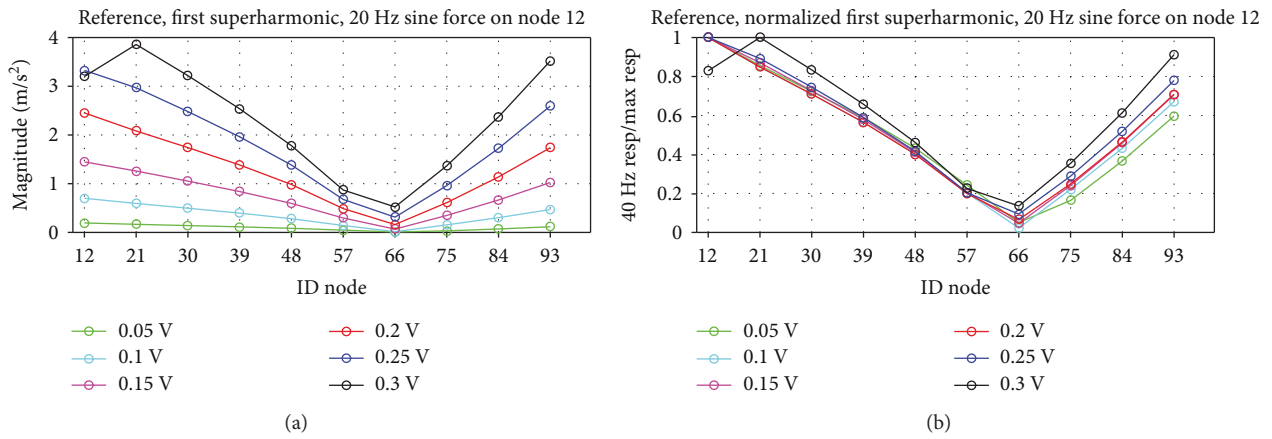 Reference, first superharmonic, 20 Hz sine force on node 12
Magnitude (m/s²)
4
3
2
1
0
12 21 30 39 48 57 66 75 84 93
ID node
0.05 V
0.1 V
0.15 V
0.2 V
0.25 V
0.3 V
(a)
Reference, normalized first superharmonic, 20 Hz sine force on node 12
40 Hz resp/max resp
1
0.8
0.6
0.4
0.2
0
12 21 30 39 48 57 66 75 84 93
ID node
0.05 V
0.1 V
0.15 V
0.2 V
0.25 V
0.3 V
(b)